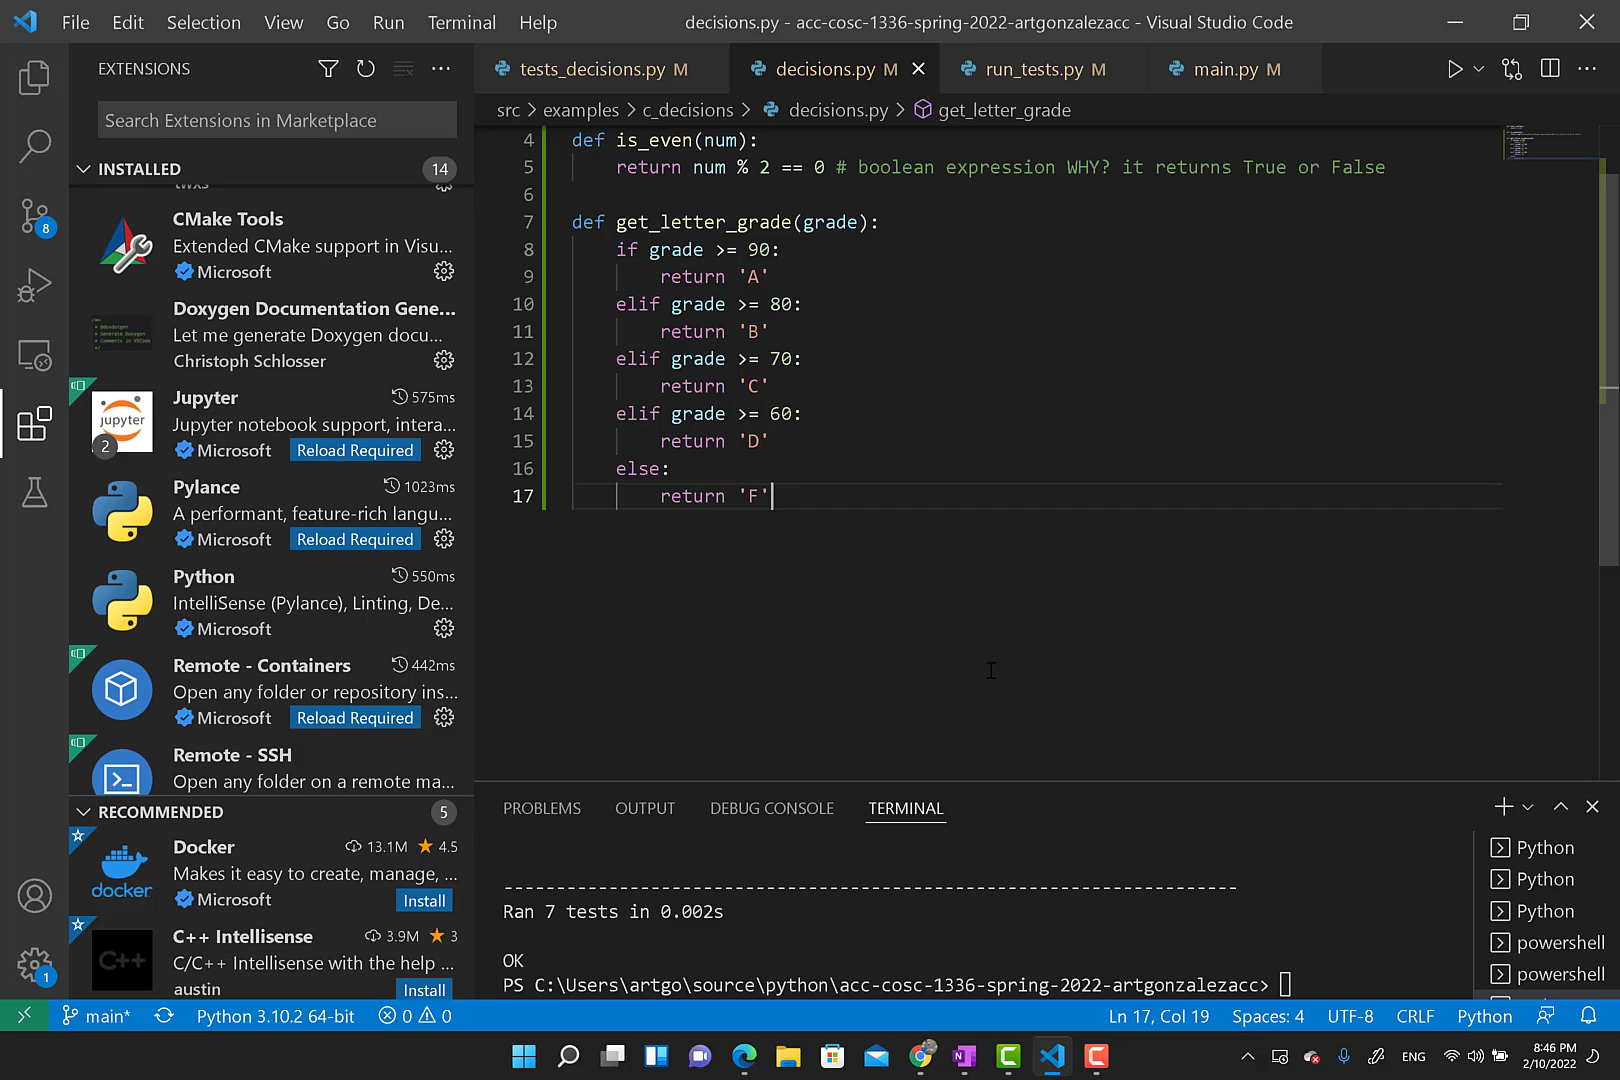 File Edit Selection View Go Run Terminal Help
decisions.py - acc-cosc-1336-spring-2022-artgonzalezacc - Visual Studio Code
EXTENSIONS
Search Extensions in Marketplace
INSTALLED 14
twxs
CMake Tools
Extended CMake support in Visu...
Microsoft
Doxygen Documentation Gene...
Let me generate Doxygen docu...
Christoph Schlosser
Jupyter 575ms
Jupyter notebook support, intera...
Microsoft Reload Required
jupyter
2
Pylance 1023ms
A performant, feature-rich langu...
Microsoft Reload Required
Python 550ms
IntelliSense (Pylance), Linting, De...
Microsoft
Remote - Containers 442ms
Open any folder or repository ins...
Microsoft Reload Required
Remote - SSH
Open any folder on a remote ma...
RECOMMENDED 5
Docker 13.1M 4.5
Makes it easy to create, manage, ...
Microsoft Install
docker
C++ Intellisense 3.9M 3
C/C++ Intellisense with the help ...
austin Install
C++
8
1
tests_decisions.py M
decisions.py M
run_tests.py M
main.py M
src > examples > c_decisions > decisions.py > get_letter_grade
4 def is_even(num):
5 return num % 2 == 0 # boolean expression WHY? it returns True or False
6
7 def get_letter_grade(grade):
8 if grade >= 90:
9 return 'A'
10 elif grade >= 80:
11 return 'B'
12 elif grade >= 70:
13 return 'C'
14 elif grade >= 60:
15 return 'D'
16 else:
17 return 'F'
PROBLEMS OUTPUT DEBUG CONSOLE TERMINAL
----------------------------------------------------------------------
Ran 7 tests in 0.002s
OK
PS C:\Users\artgo\source\python\acc-cosc-1336-spring-2022-artgonzalezacc>
Python
Python
Python
powershell
powershell
main* Python 3.10.2 64-bit 0 0
Ln 17, Col 19 Spaces: 4 UTF-8 CRLF Python
ENG
8:46 PM
2/10/2022